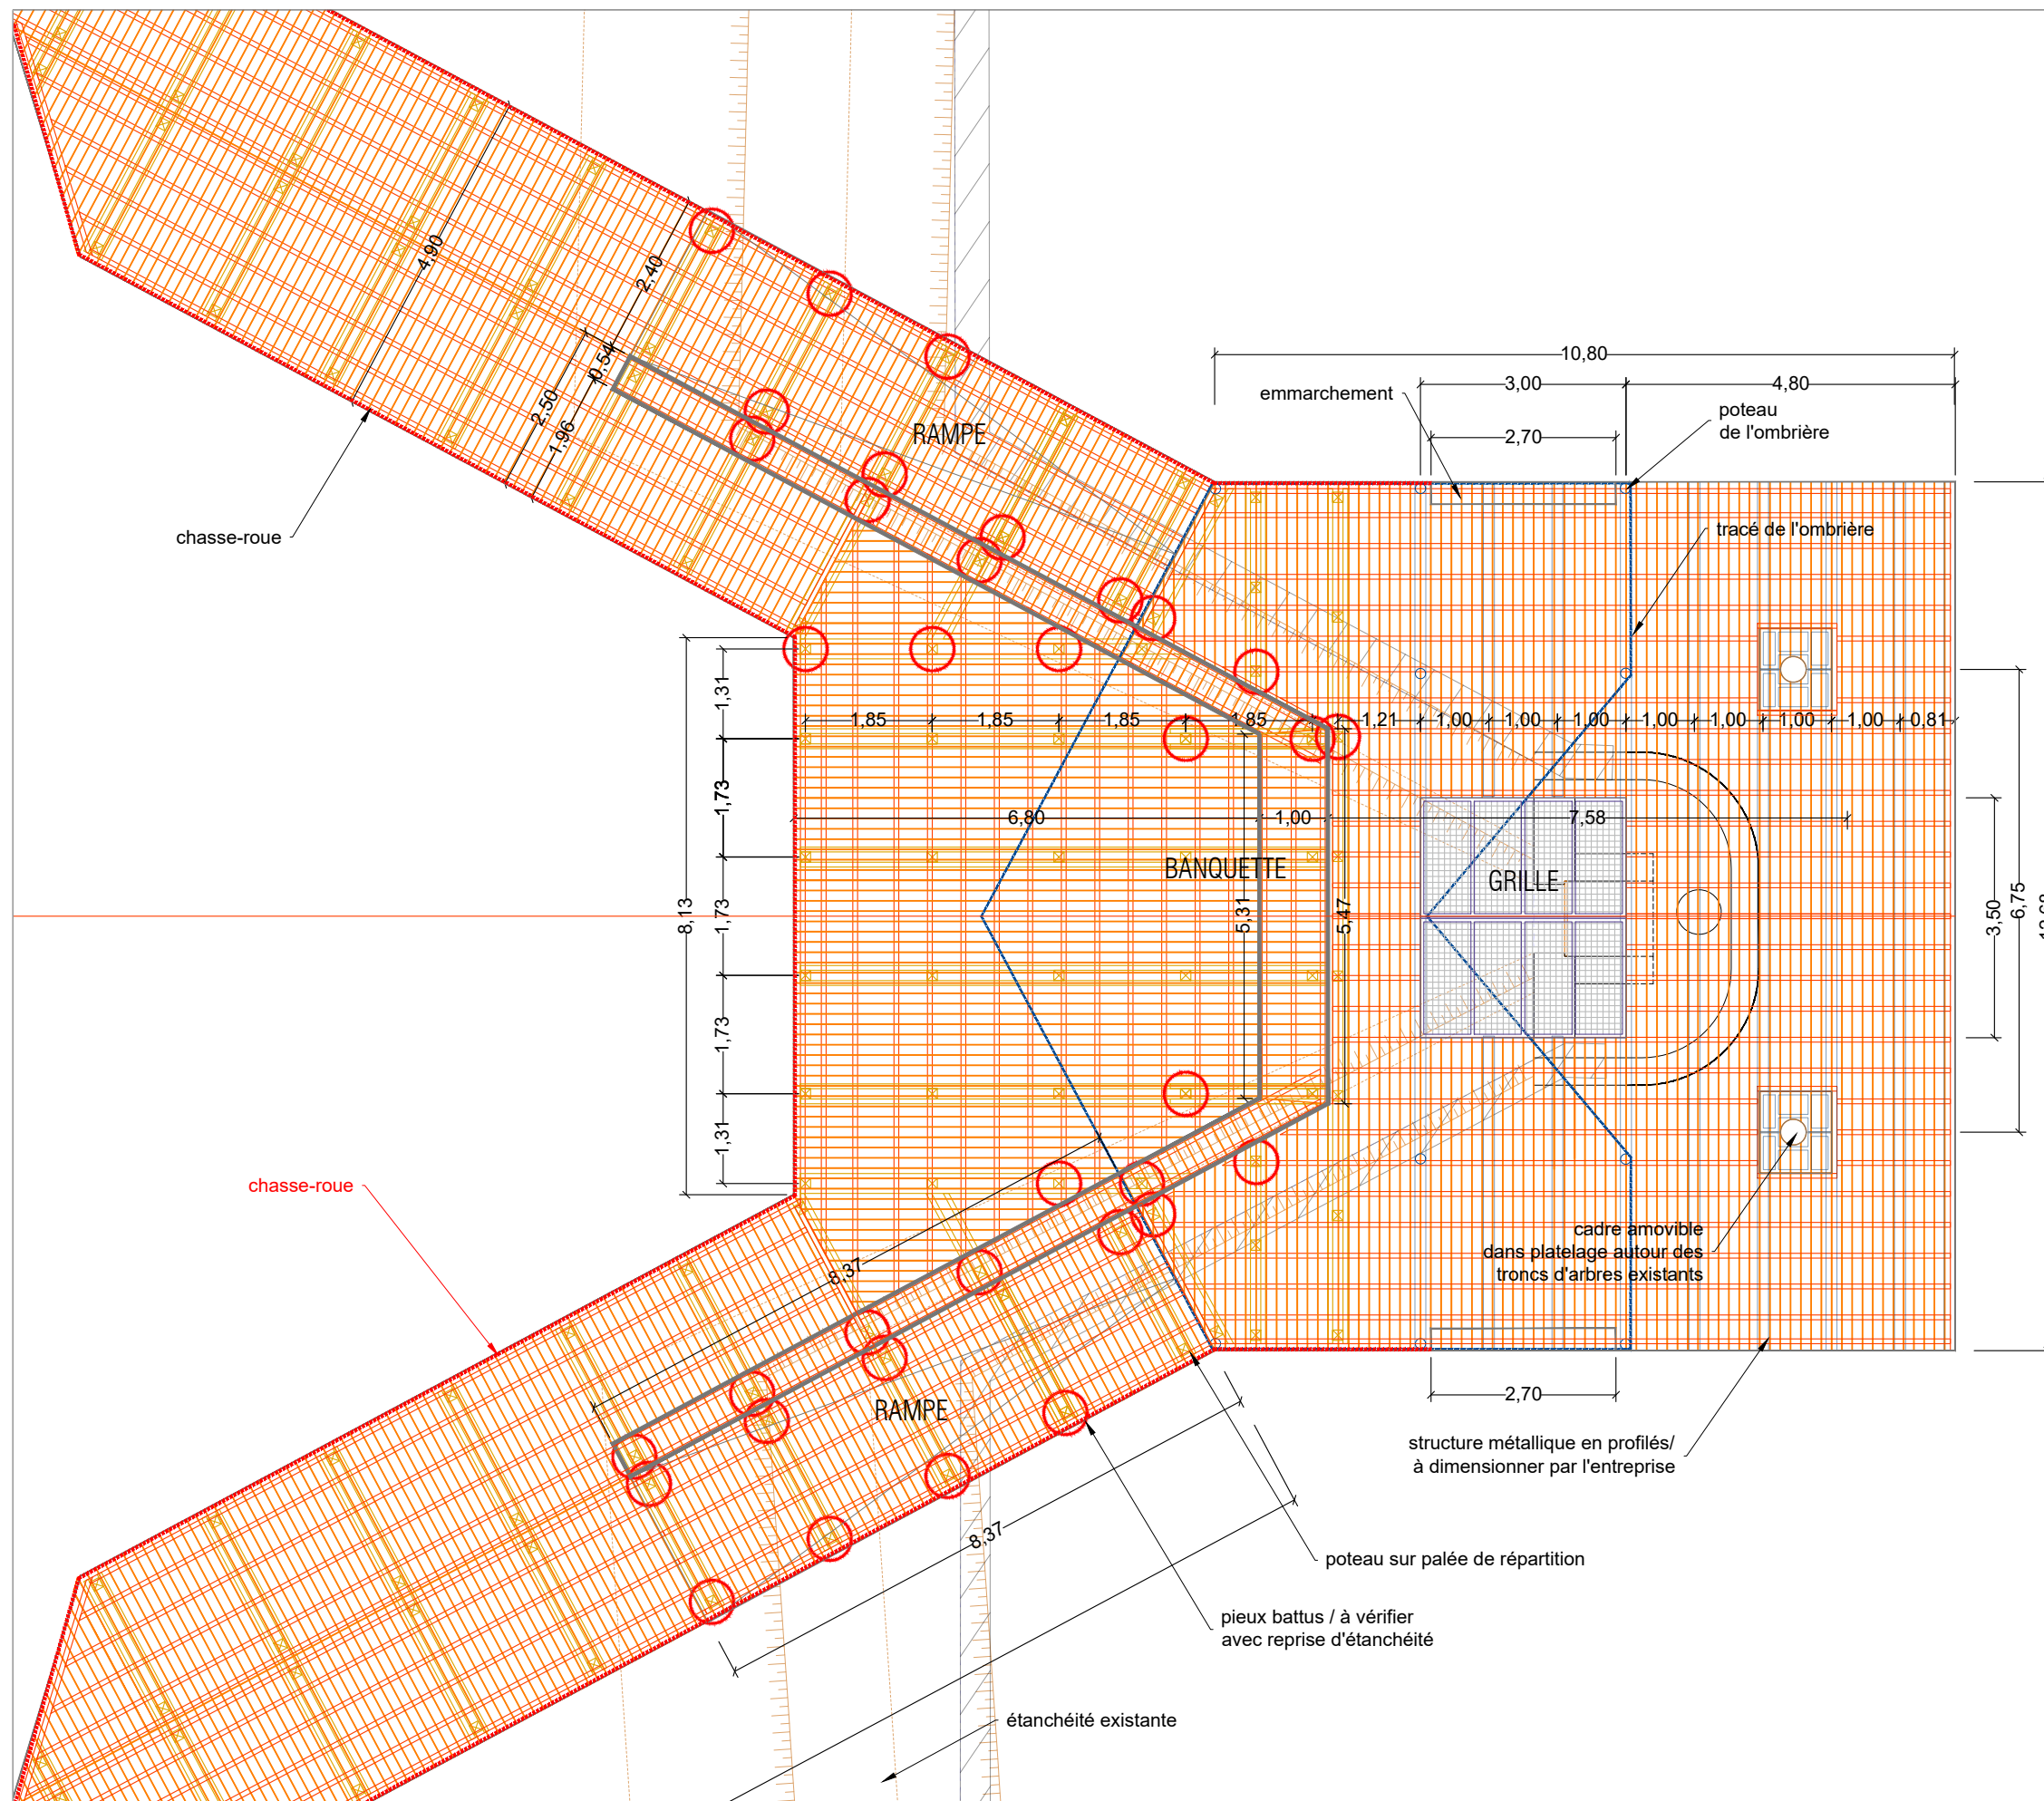 10,80
3,00
4,80
emmarchement
poteau
de l'ombrière
2,70
4,90
2,40
0,54
2,50
1,96
RAMPE
chasse-roue
tracé de l'ombrière
1,31
1,85
1,85
1,85
1,85
1,21
1,00
1,00
1,00
1,00
1,00
1,00
1,00
0,81
1,73
6,80
1,00
7,58
BANQUETTE
GRILLE
8,13
1,73
5,31
5,47
3,50
6,75
1,73
1,31
chasse-roue
cadre amovible
dans platelage autour des
troncs d'arbres existants
8,37
RAMPE
2,70
structure métallique en profilés/
à dimensionner par l'entreprise
8,37
poteau sur palée de répartition
pieux battus / à vérifier
avec reprise d'étanchéité
étanchéité existante